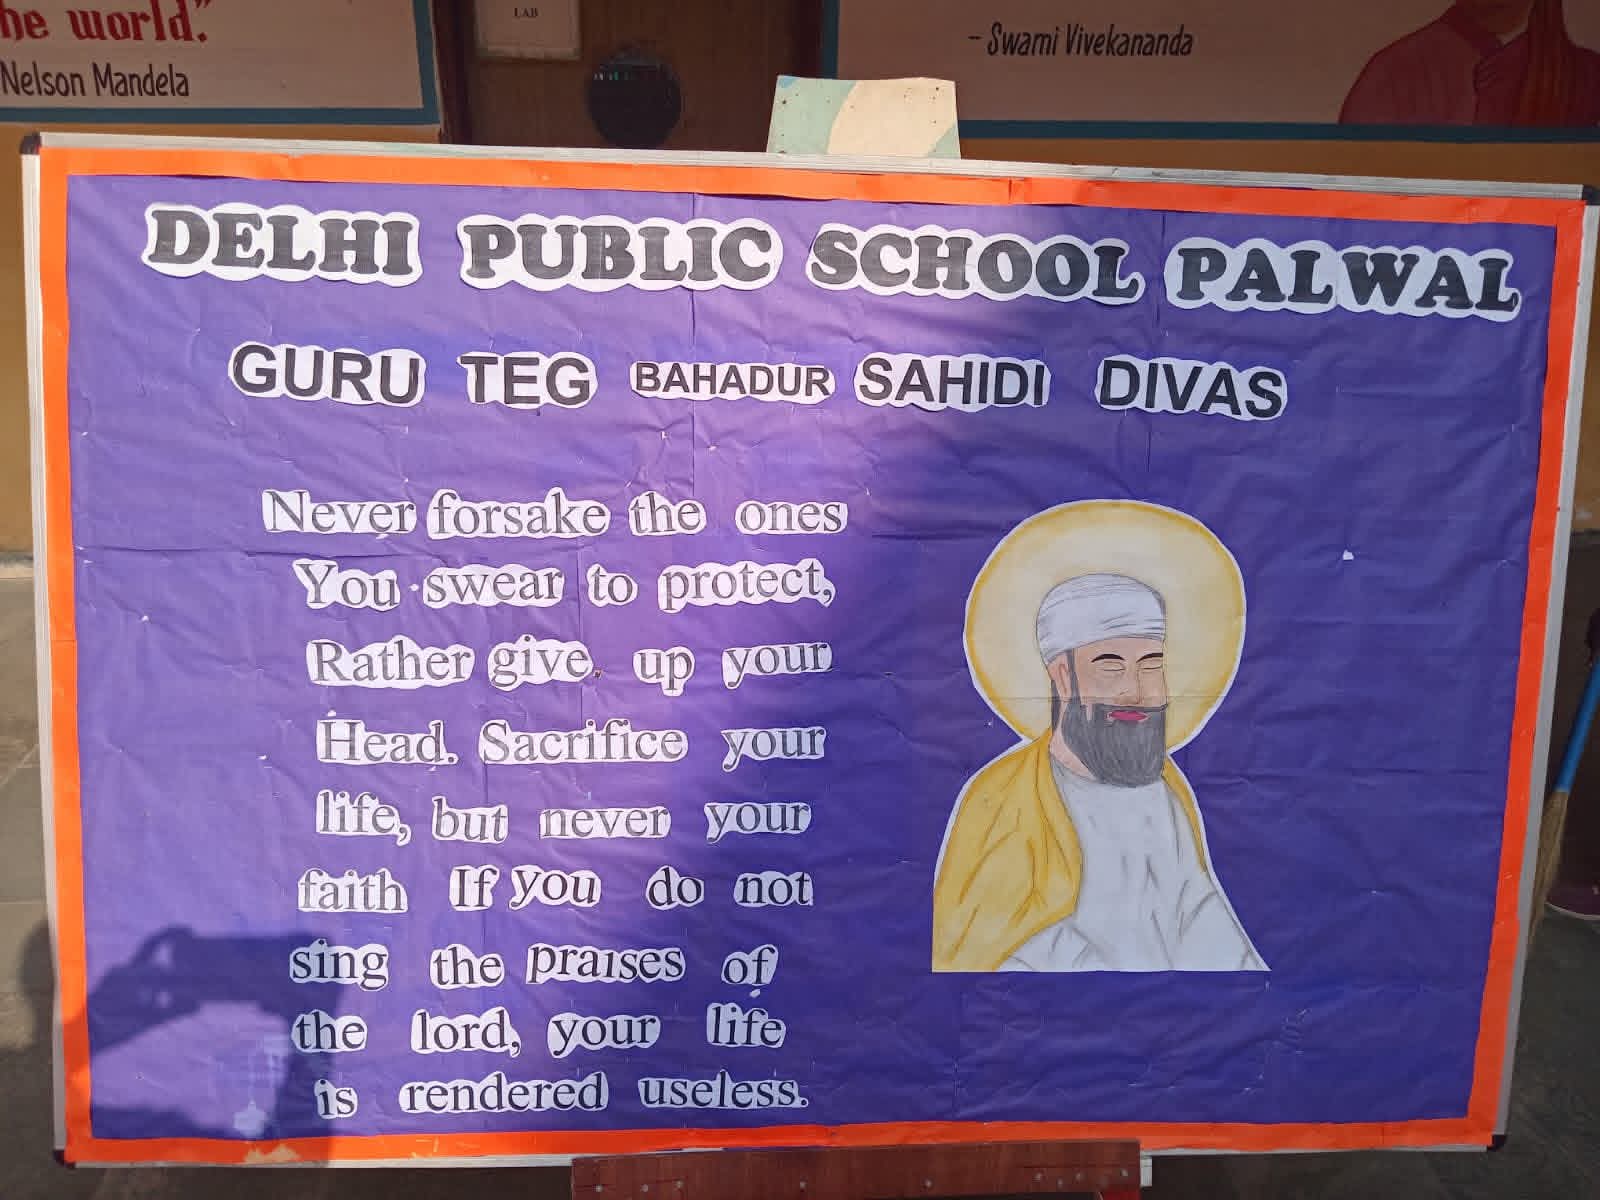 he world."
Nelson Mandela
LAB
- Swami Vivekananda
DELHI PUBLIC SCHOOL PALWAL
GURU TEG BAHADUR SAHIDI DIVAS
Never forsake the ones
You swear to protect,
Rather give up your
Head. Sacrifice your
life, but never your
faith If you do not
sing the praises of
the lord, your life
is rendered useless.